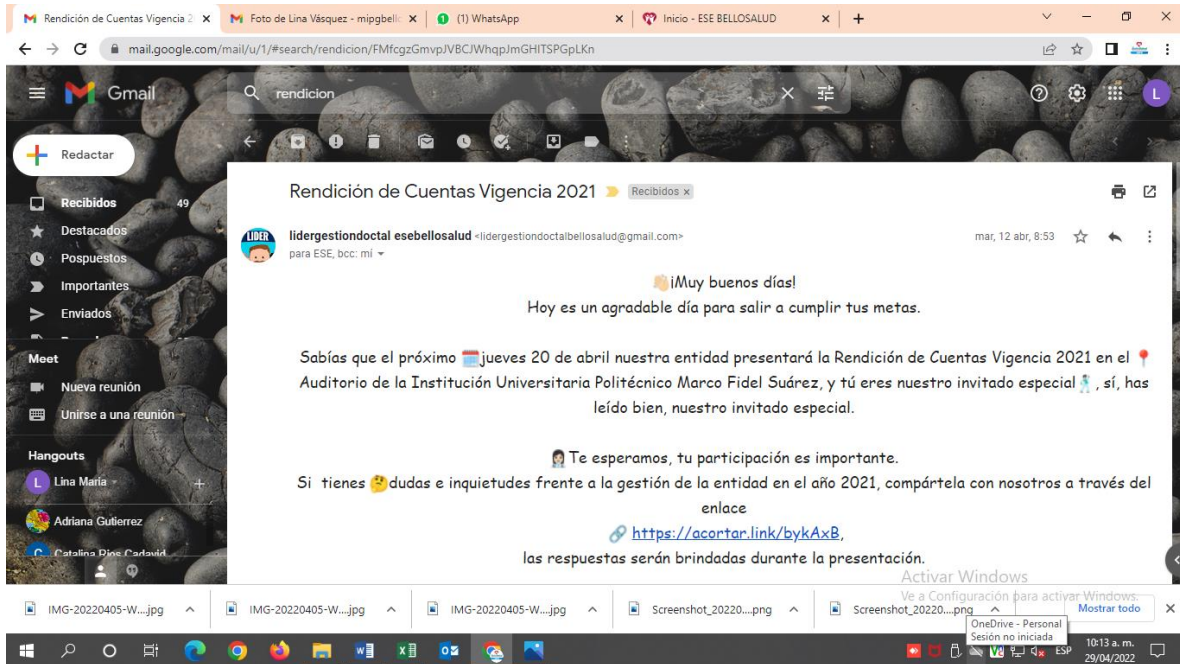 Rendición de Cuentas Vigencia 2
Foto de Lina Vásquez - mipgbello
(1) WhatsApp
Inicio - ESE BELLOSALUD
mail.google.com/mail/u/1/#search/rendicion/FMfcgzGmvpJVBCJWhqpJmGHITSPGpLKn
Gmail
rendicion
L
Redactar
Recibidos 49
Destacados
Pospuestos
Importantes
Enviados
Meet
Nueva reunión
Unirse a una reunión
Hangouts
L Lina María
Adriana Gutierrez
C Catalina Rios Cadavid
Rendición de Cuentas Vigencia 2021 Recibidos x
LIDER
lidergestiondoctal esebellosalud <lidergestiondoctalbellosalud@gmail.com> mar, 12 abr, 8:53
para ESE, bcc: mí
¡Muy buenos días!
Hoy es un agradable día para salir a cumplir tus metas.
Sabías que el próximo 🗓️jueves 20 de abril nuestra entidad presentará la Rendición de Cuentas Vigencia 2021 en el 📍
Auditorio de la Institución Universitaria Politécnico Marco Fidel Suárez, y tú eres nuestro invitado especial, sí, has
leído bien, nuestro invitado especial.
Te esperamos, tu participación es importante.
Si tienes 🤔dudas e inquietudes frente a la gestión de la entidad en el año 2021, compártela con nosotros a través del
enlace
🔗 https://acortar.link/bykAxB,
las respuestas serán brindadas durante la presentación.
Activar Windows
Ve a Configuración para activar Windows.
IMG-20220405-W....jpg
IMG-20220405-W....jpg
IMG-20220405-W....jpg
Screenshot_20220....png
Screenshot_20220....png
Mostrar todo
OneDrive - Personal
Sesión no iniciada
ESP
10:13 a. m.
29/04/2022